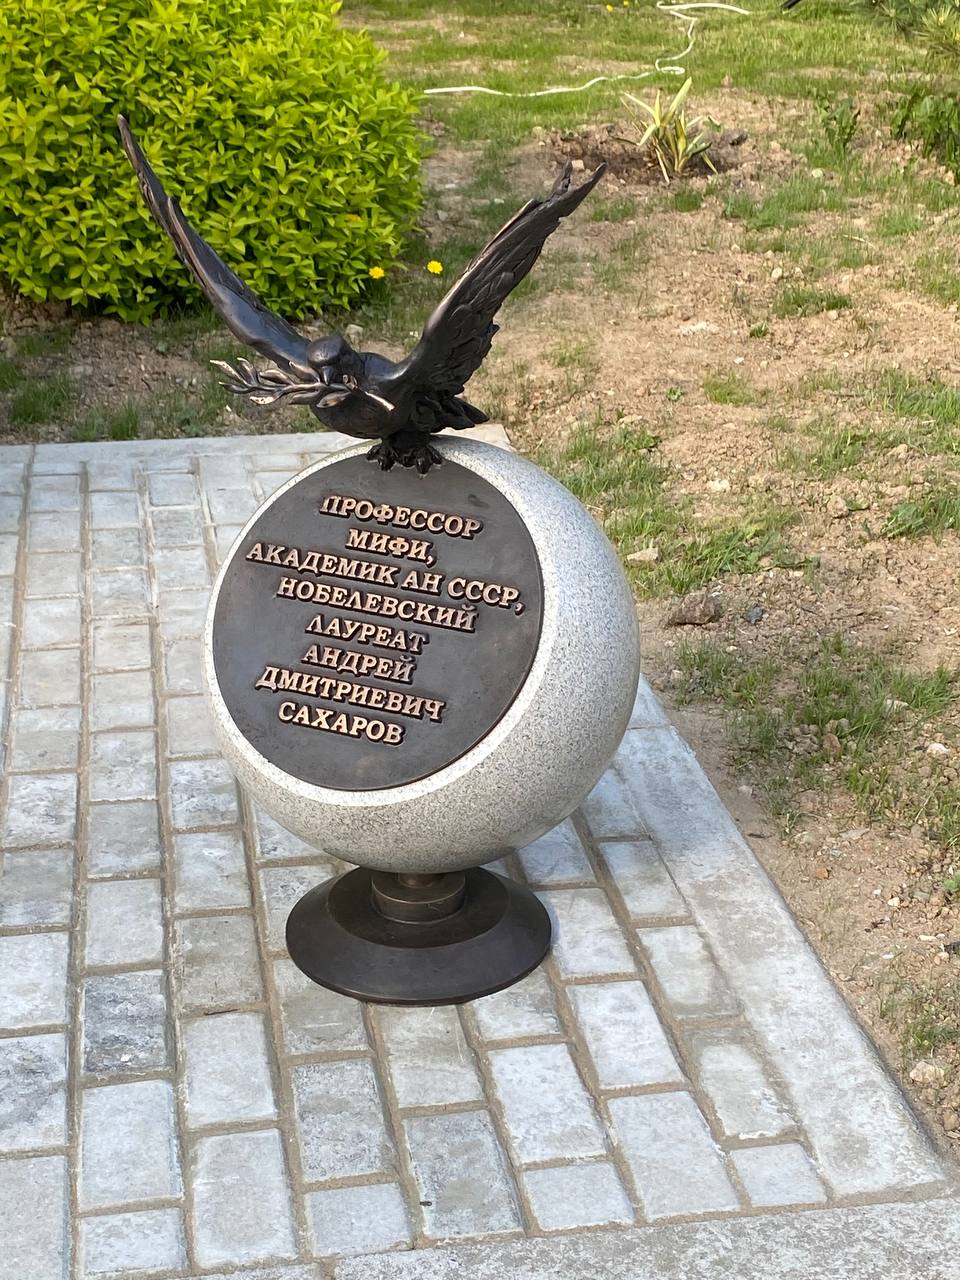 ПРОФЕССОР
МИФИ,
АКАДЕМИК АН СССР,
НОБЕЛЕВСКИЙ
ЛАУРЕАТ
АНДРЕЙ
ДМИТРИЕВИЧ
САХАРОВ